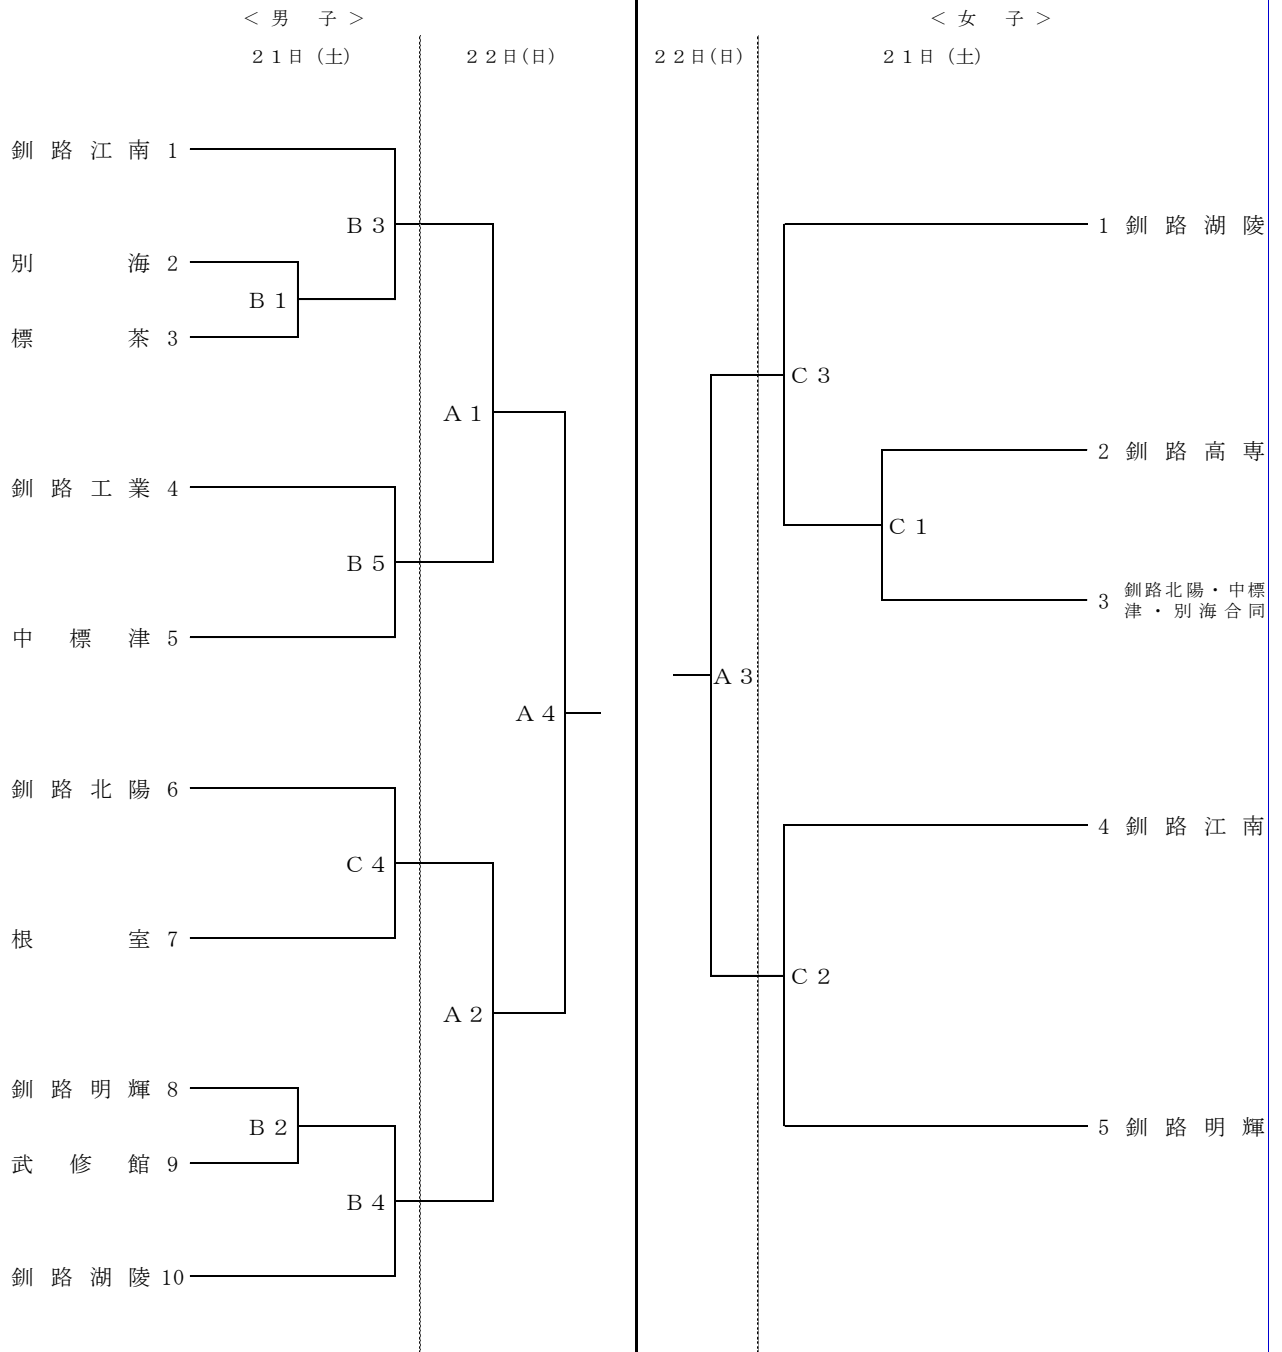 ＜ 男　子 ＞
２１日（土）
２２日（日）
釧路江南 1
B 3
別海 2
B 1
標茶 3
A 1
釧路工業 4
B 5
中標津 5
A 4
釧路北陽 6
C 4
根室 7
A 2
釧路明輝 8
B 2
武修館 9
B 4
釧路湖陵 10
＜ 女　子 ＞
２２日（日）
２１日（土）
1 釧路湖陵
C 3
2 釧路高専
C 1
3 釧路北陽・中標
津・別海合同
A 3
4 釧路江南
C 2
5 釧路明輝